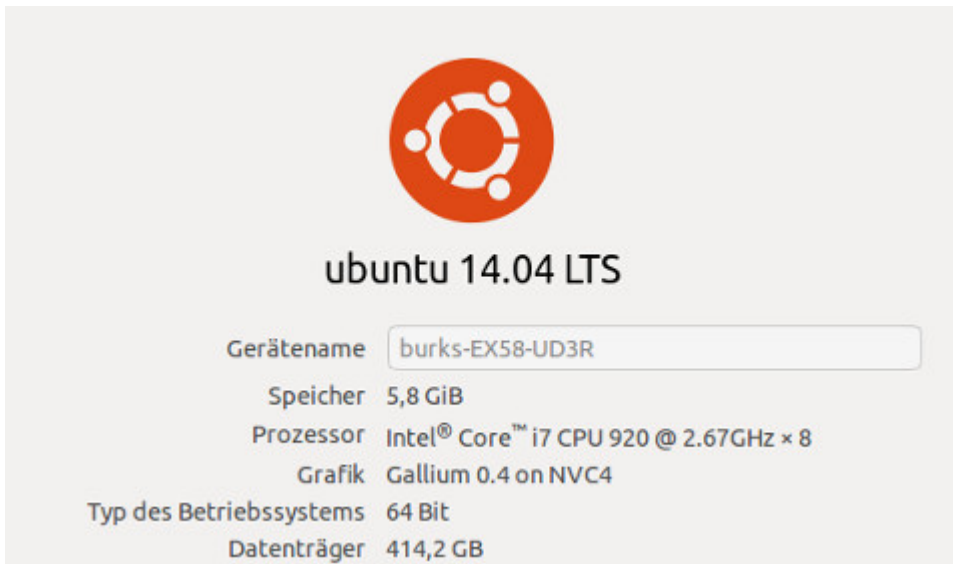 ubuntu 14.04 LTS
Gerätename burks-EX58-UD3R
Speicher 5,8 GiB
Prozessor Intel® Core™ i7 CPU 920 @ 2.67GHz × 8
Grafik Gallium 0.4 on NVC4
Typ des Betriebssystems 64 Bit
Datenträger 414,2 GB